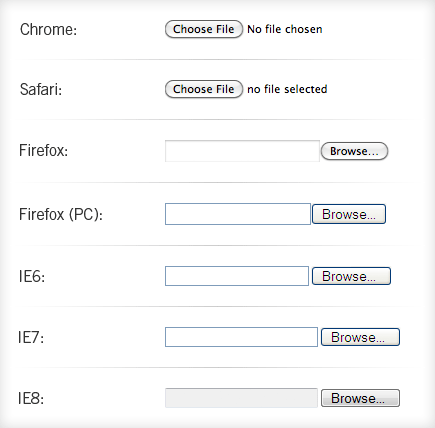 Chrome: Choose File No file chosen
Safari: Choose File no file selected
Firefox: Browse...
Firefox (PC): Browse...
IE6: Browse...
IE7: Browse...
IE8: Browse...